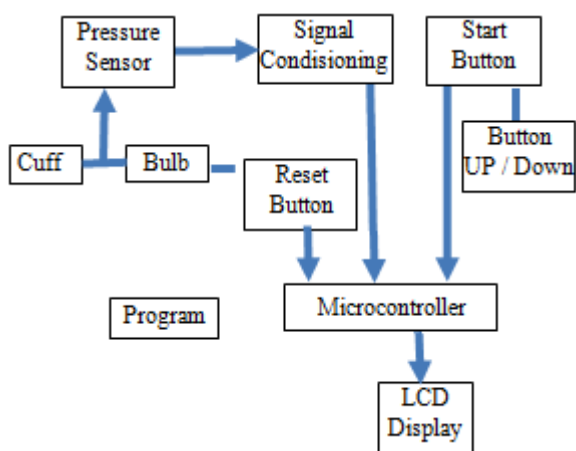 Pressure
Sensor
Signal
Condisioning
Start
Button
Button
UP / Down
Cuff
Bulb
Reset
Button
Program
Microcontroller
LCD
Display